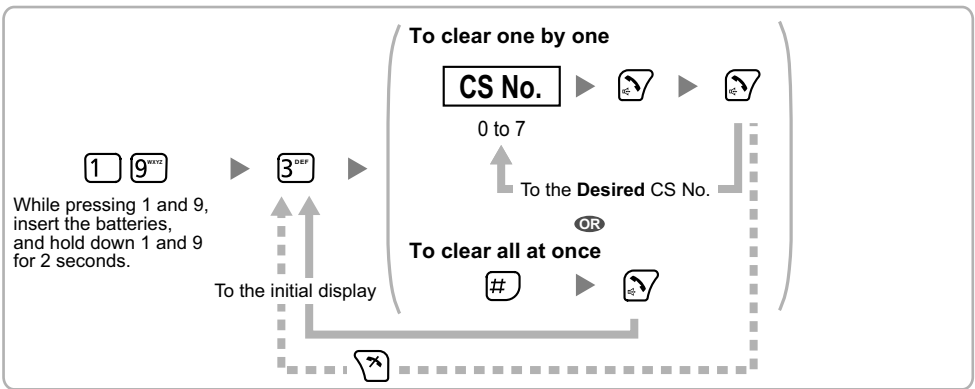 To clear one by one
CS No.
0 to 7
To the Desired CS No.
1 9WXYZ
3DEF
While pressing 1 and 9,
insert the batteries,
and hold down 1 and 9
for 2 seconds.
OR
To clear all at once
#
To the initial display